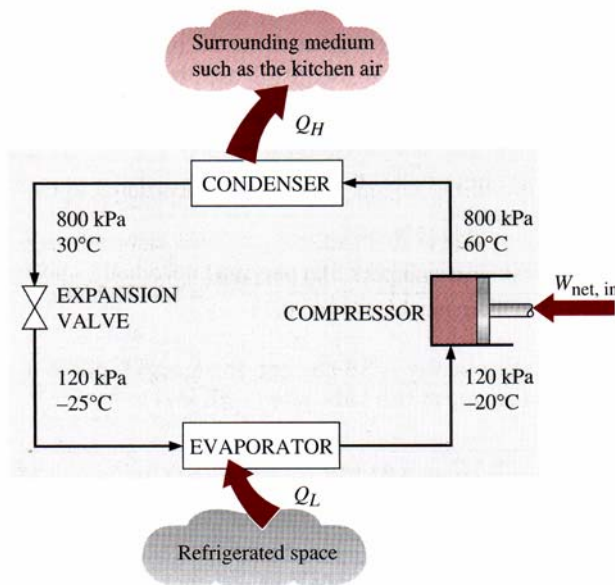 Surrounding medium
such as the kitchen air
Q_H
CONDENSER
800 kPa
30°C
800 kPa
60°C
EXPANSION
VALVE
COMPRESSOR
W_net, in
120 kPa
–25°C
120 kPa
–20°C
EVAPORATOR
Q_L
Refrigerated space